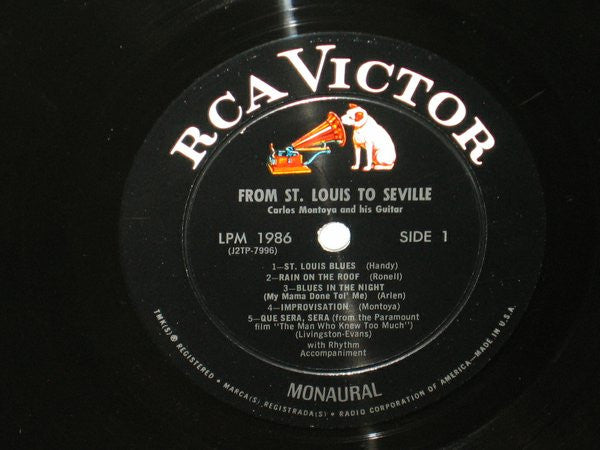 RCA VICTOR
FROM ST. LOUIS TO SEVILLE
Carlos Montoya and his Guitar
LPM 1986
(J2TP-7996)
SIDE 1
1—ST. LOUIS BLUES (Handy)
2—RAIN ON THE ROOF (Ronell)
3—BLUES IN THE NIGHT
(My Mama Done Tol' Me) (Arlen)
4—IMPROVISATION (Montoya)
5—QUE SERA, SERA (from the Paramount
film "The Man Who Knew Too Much")
(Livingston-Evans)
with Rhythm
Accompaniment
MONAURAL
TMK(S) ® REGISTERED • MARCA(S) REGISTRADA(S) • RADIO CORPORATION OF AMERICA—MADE IN U.S.A.